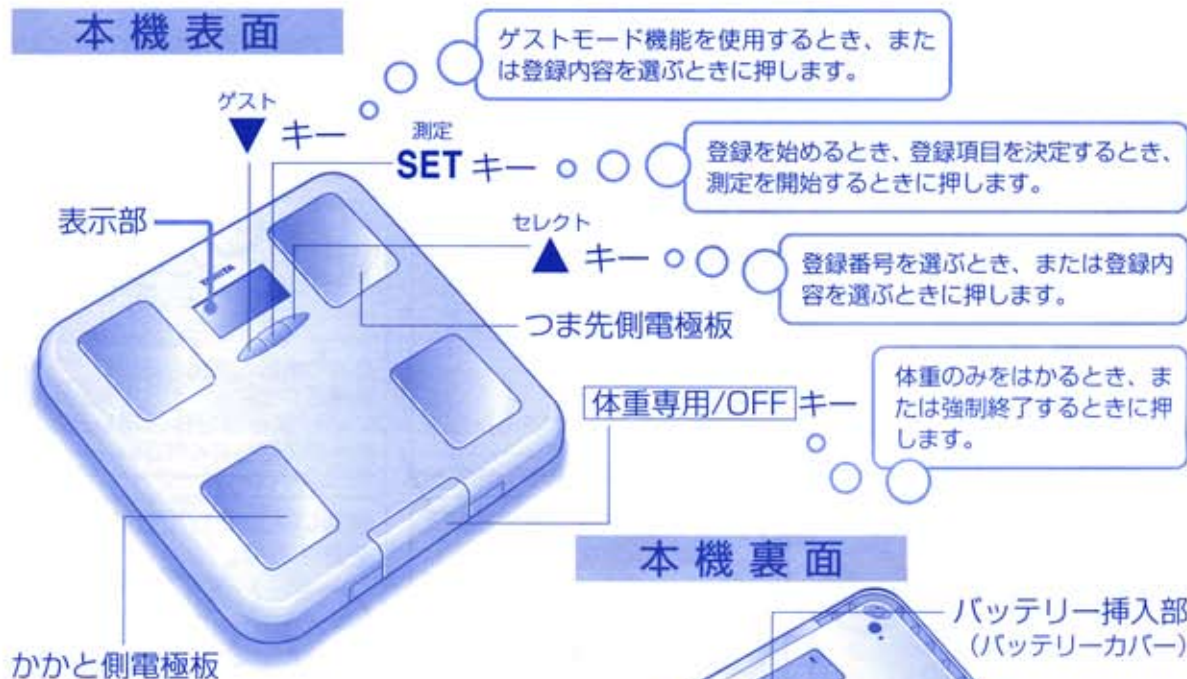 本機表面
ゲストモード機能を使用するとき、また
は登録内容を選ぶときに押します。
ゲスト
▼ キー
測定
SET キー
登録を始めるとき、登録項目を決定するとき、
測定を開始するときに押します。
表示部
セレクト
▲ キー
登録番号を選ぶとき、または登録内
容を選ぶときに押します。
TANITA
つま先側電極板
体重専用/OFF キー
体重のみをはかるとき、ま
たは強制終了するときに押
します。
本機裏面
バッテリー挿入部
(バッテリーカバー)
かかと側電極板